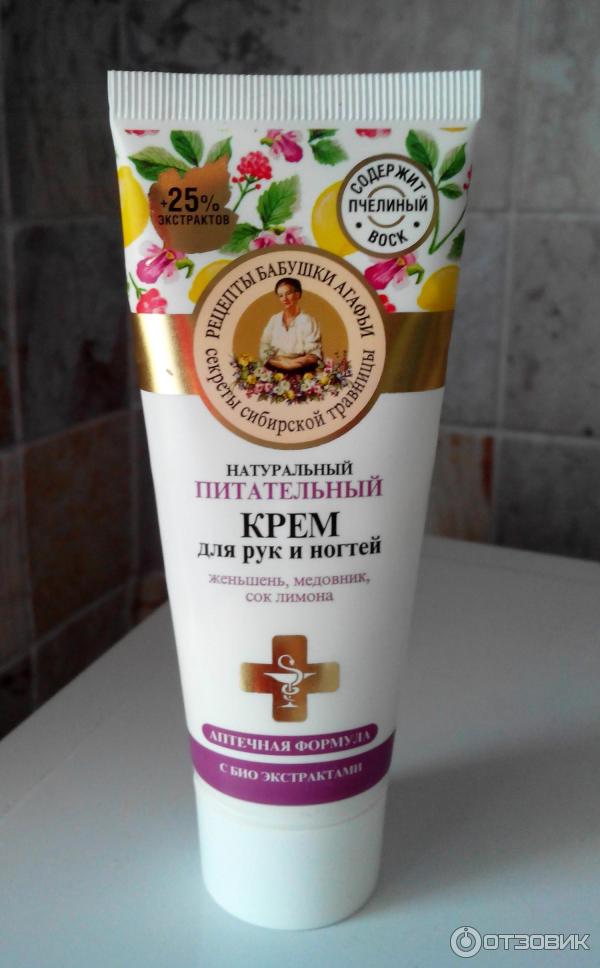 +25%
ЭКСТРАКТОВ
СОДЕРЖИТ
ПЧЕЛИНЫЙ
ВОСК
РЕЦЕПТЫ БАБУШКИ АГАФЬИ
секреты сибирской травницы
НАТУРАЛЬНЫЙ
ПИТАТЕЛЬНЫЙ
КРЕМ
для рук и ногтей
женьшень, медовник,
сок лимона
АПТЕЧНАЯ ФОРМУЛА
С БИО ЭКСТРАКТАМИ
ОТЗОВИК